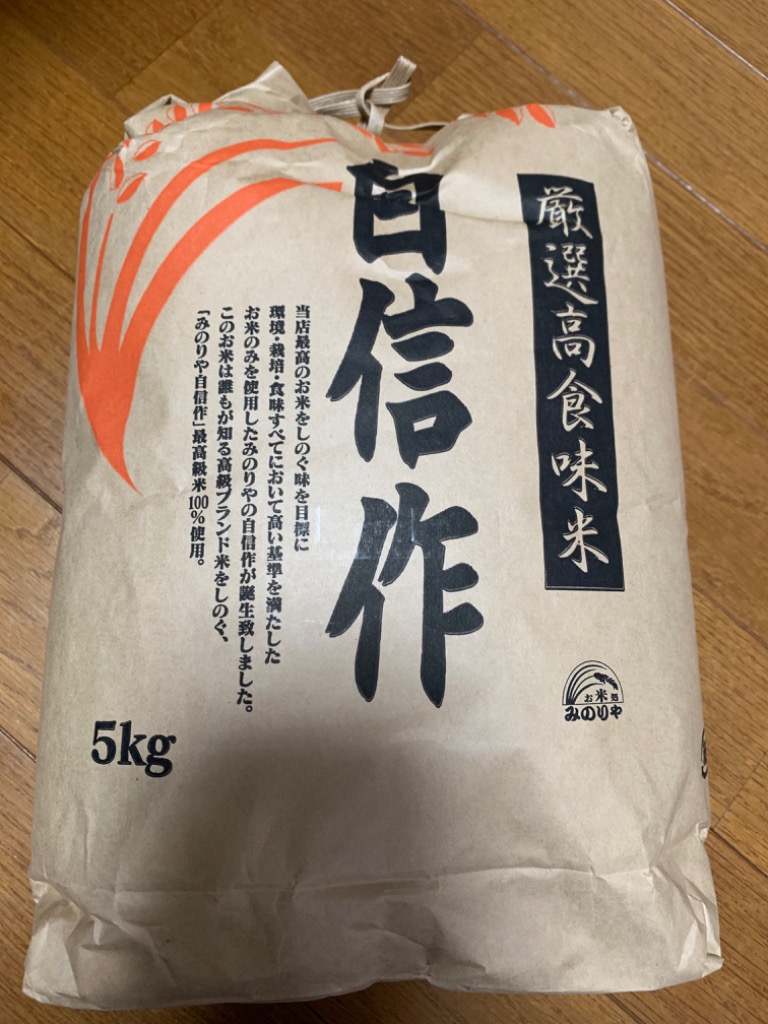 厳選高食味米
自信作
当店最高のお米をしのぐ味を目標に
環境・栽培・食味すべてにおいて高い基準を満たした
お米のみを使用したみのりやの自信作が誕生致しました。
このお米は誰もが知る高級ブランド米をしのぐ、
「みのりや自信作」最高級米100%使用。
5kg
お米処
みのりや